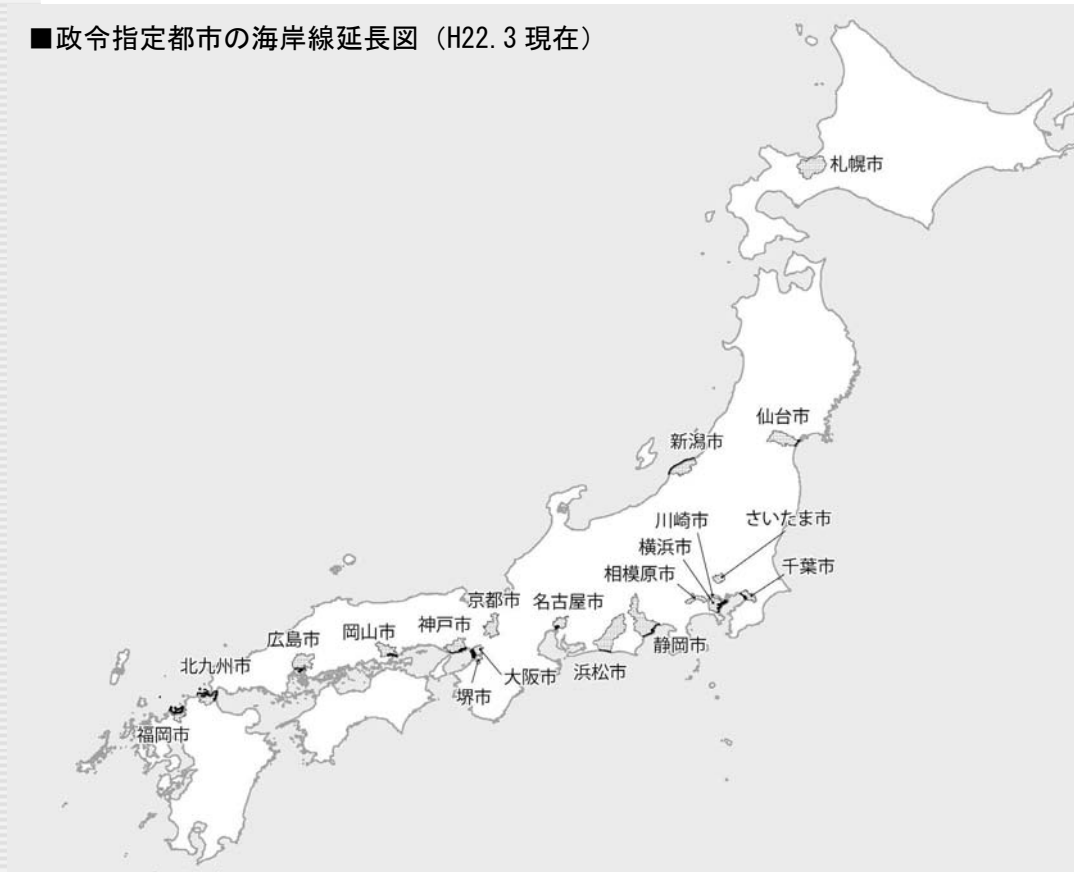 ■政令指定都市の海岸線延長図（H22.3 現在）
札幌市
仙台市
新潟市
川崎市
さいたま市
横浜市
千葉市
相模原市
京都市
名古屋市
神戸市
静岡市
岡山市
広島市
浜松市
大阪市
北九州市
堺市
福岡市